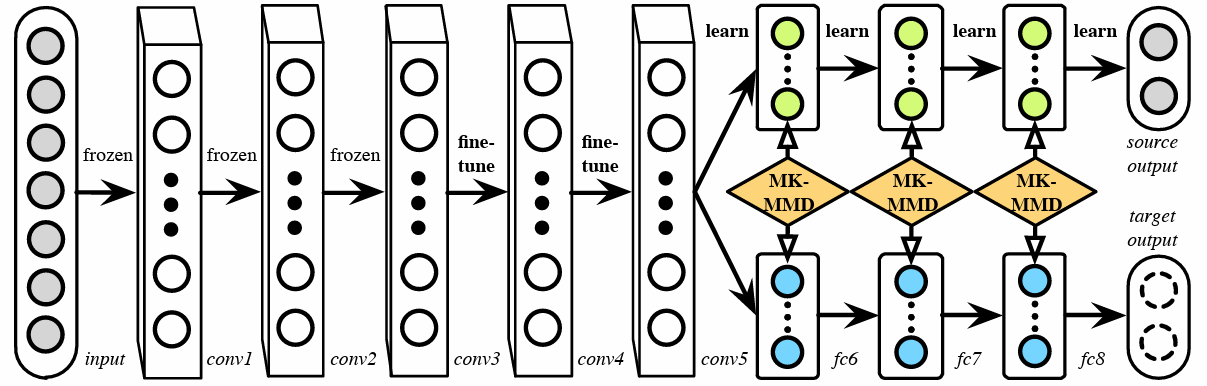 learn
learn
learn
learn
frozen
frozen
frozen
fine-
tune
fine-
tune
MK-
MMD
MK-
MMD
MK-
MMD
source
output
target
output
input
conv1
conv2
conv3
conv4
conv5
fc6
fc7
fc8